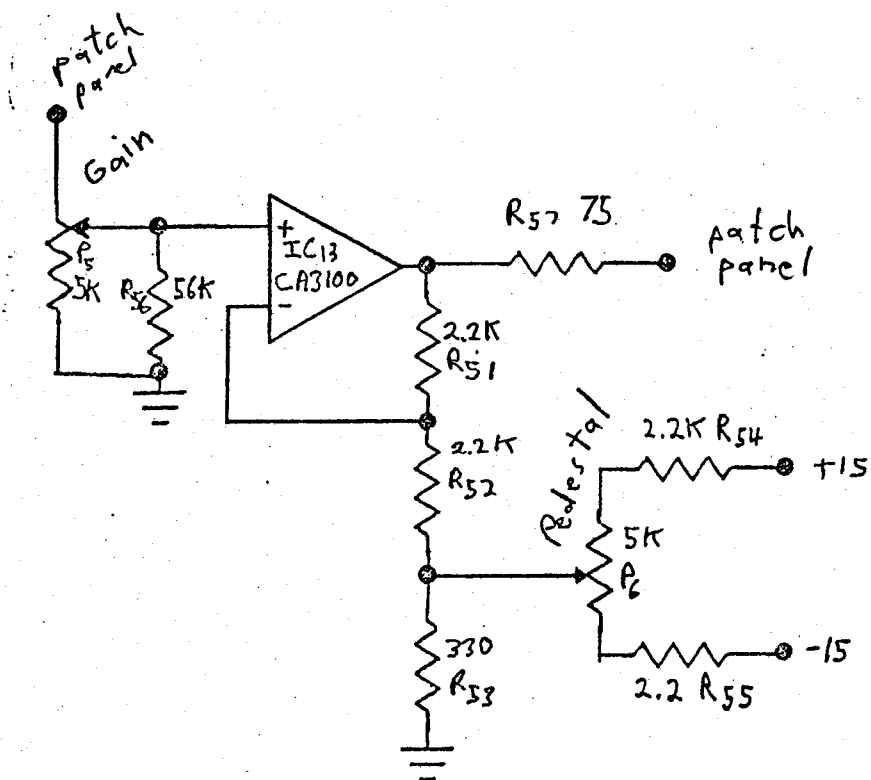 patch
panel
Gain
P5
5K
R56
56K
+
IC13
CA3100
-
R57 75
patch
panel
2.2K
R51
2.2K
R52
Pedestal
2.2K R54
+15
5K
P6
-15
2.2 R55
330
R53